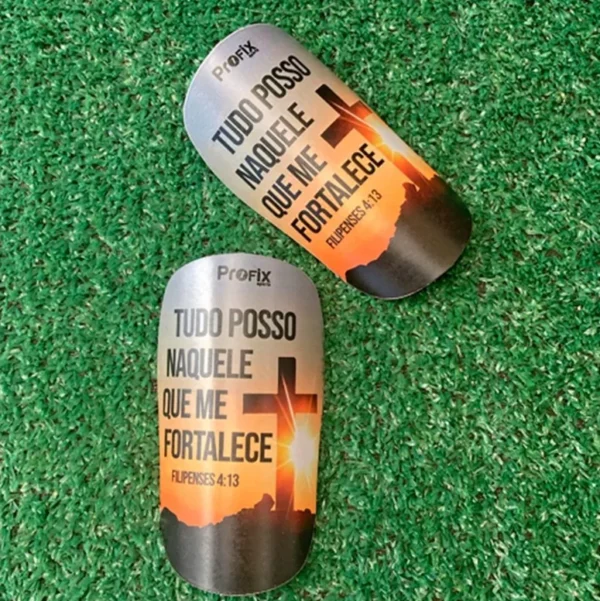 Profix
TUDO POSSO
NAQUELE
QUE ME
FORTALECE
FILIPENSES 4:13
Profix
TUDO POSSO
NAQUELE
QUE ME
FORTALECE
FILIPENSES 4:13